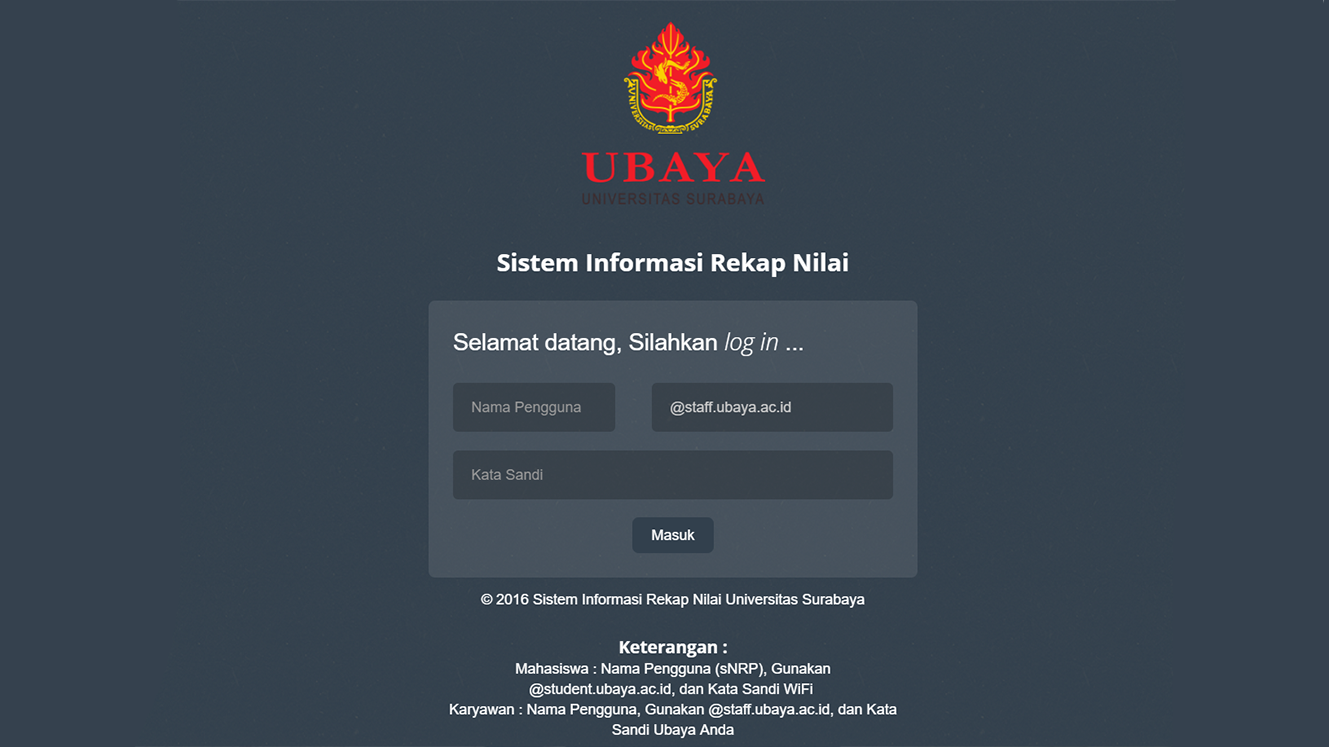 UNIVERSITAS SURABAYA
UBAYA
UNIVERSITAS SURABAYA
Sistem Informasi Rekap Nilai
Selamat datang, Silahkan log in ...
Nama Pengguna @staff.ubaya.ac.id
Kata Sandi
Masuk
© 2016 Sistem Informasi Rekap Nilai Universitas Surabaya
Keterangan :
Mahasiswa : Nama Pengguna (sNRP), Gunakan
@student.ubaya.ac.id, dan Kata Sandi WiFi
Karyawan : Nama Pengguna, Gunakan @staff.ubaya.ac.id, dan Kata
Sandi Ubaya Anda